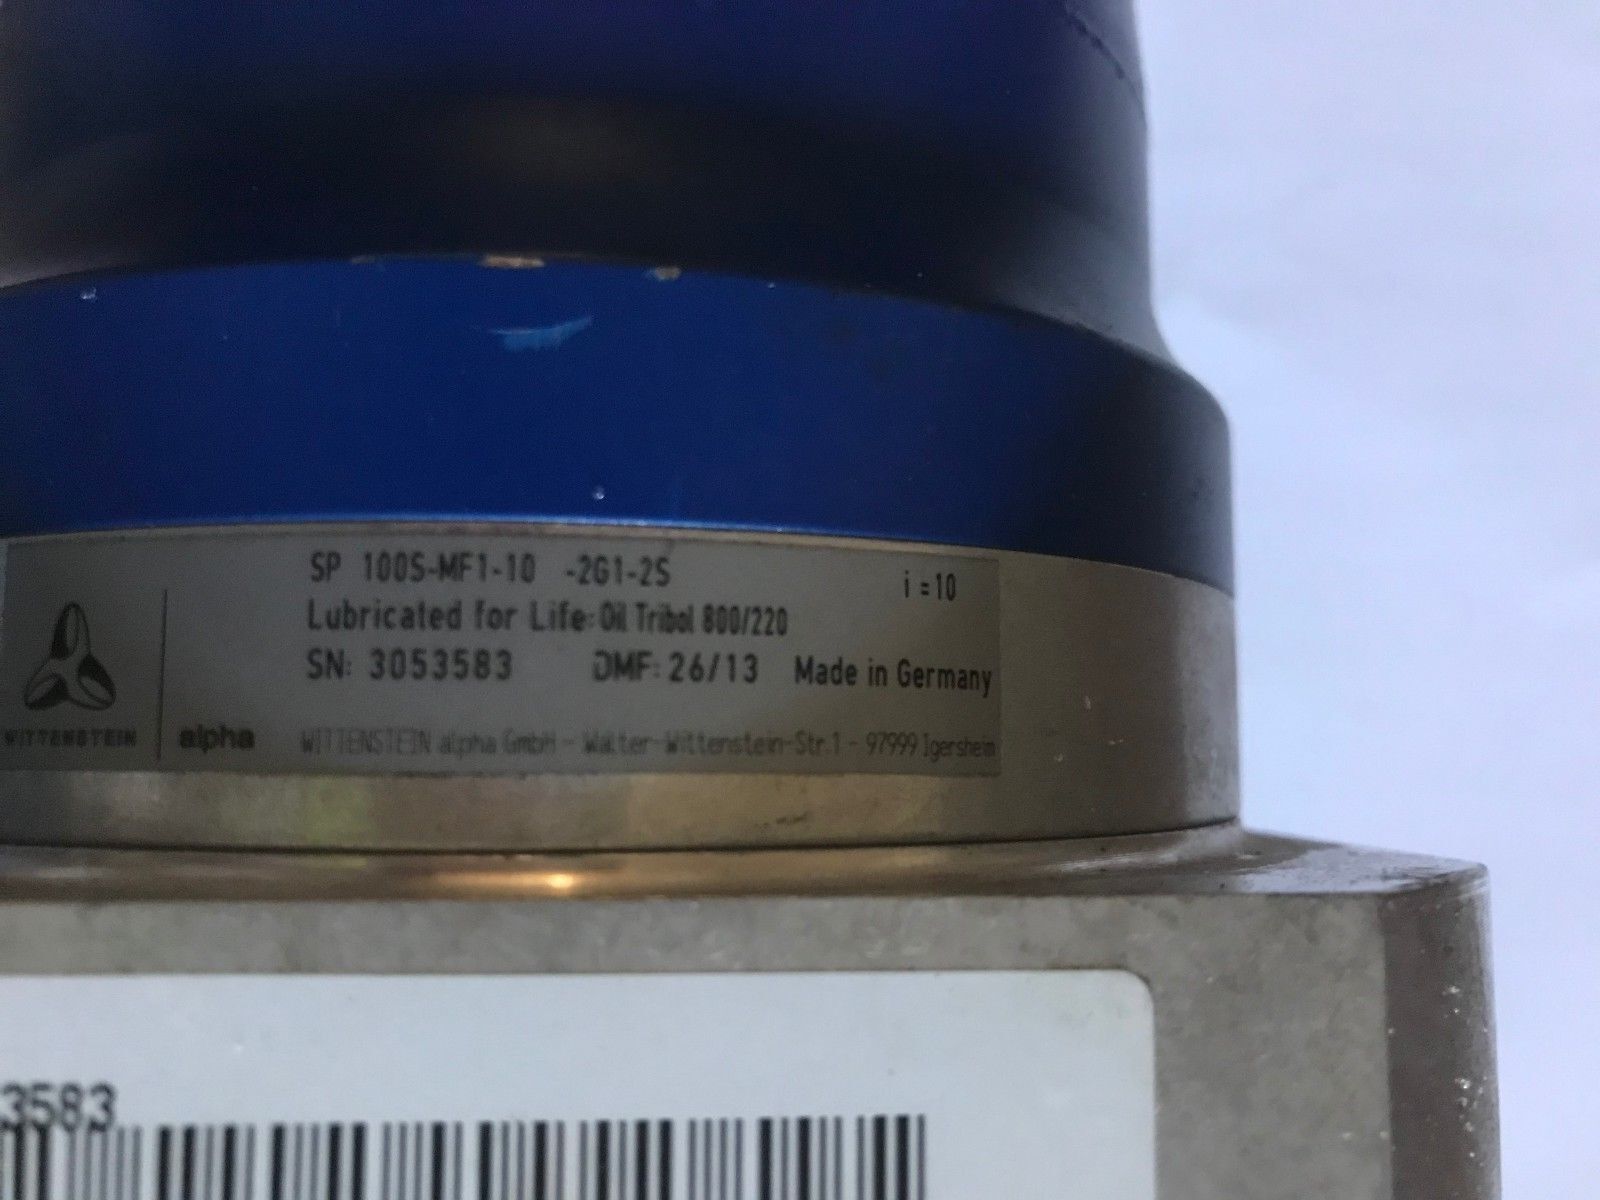 SP 100S-MF1-10 -2G1-2S i=10
Lubricated for Life: Oil Tribol 800/220
SN: 3053583 DMF: 26/13 Made in Germany
WITTENSTEIN alpha WITTENSTEIN alpha GmbH - Walter-Wittenstein-Str.1 - 97999 Igersheim
3583